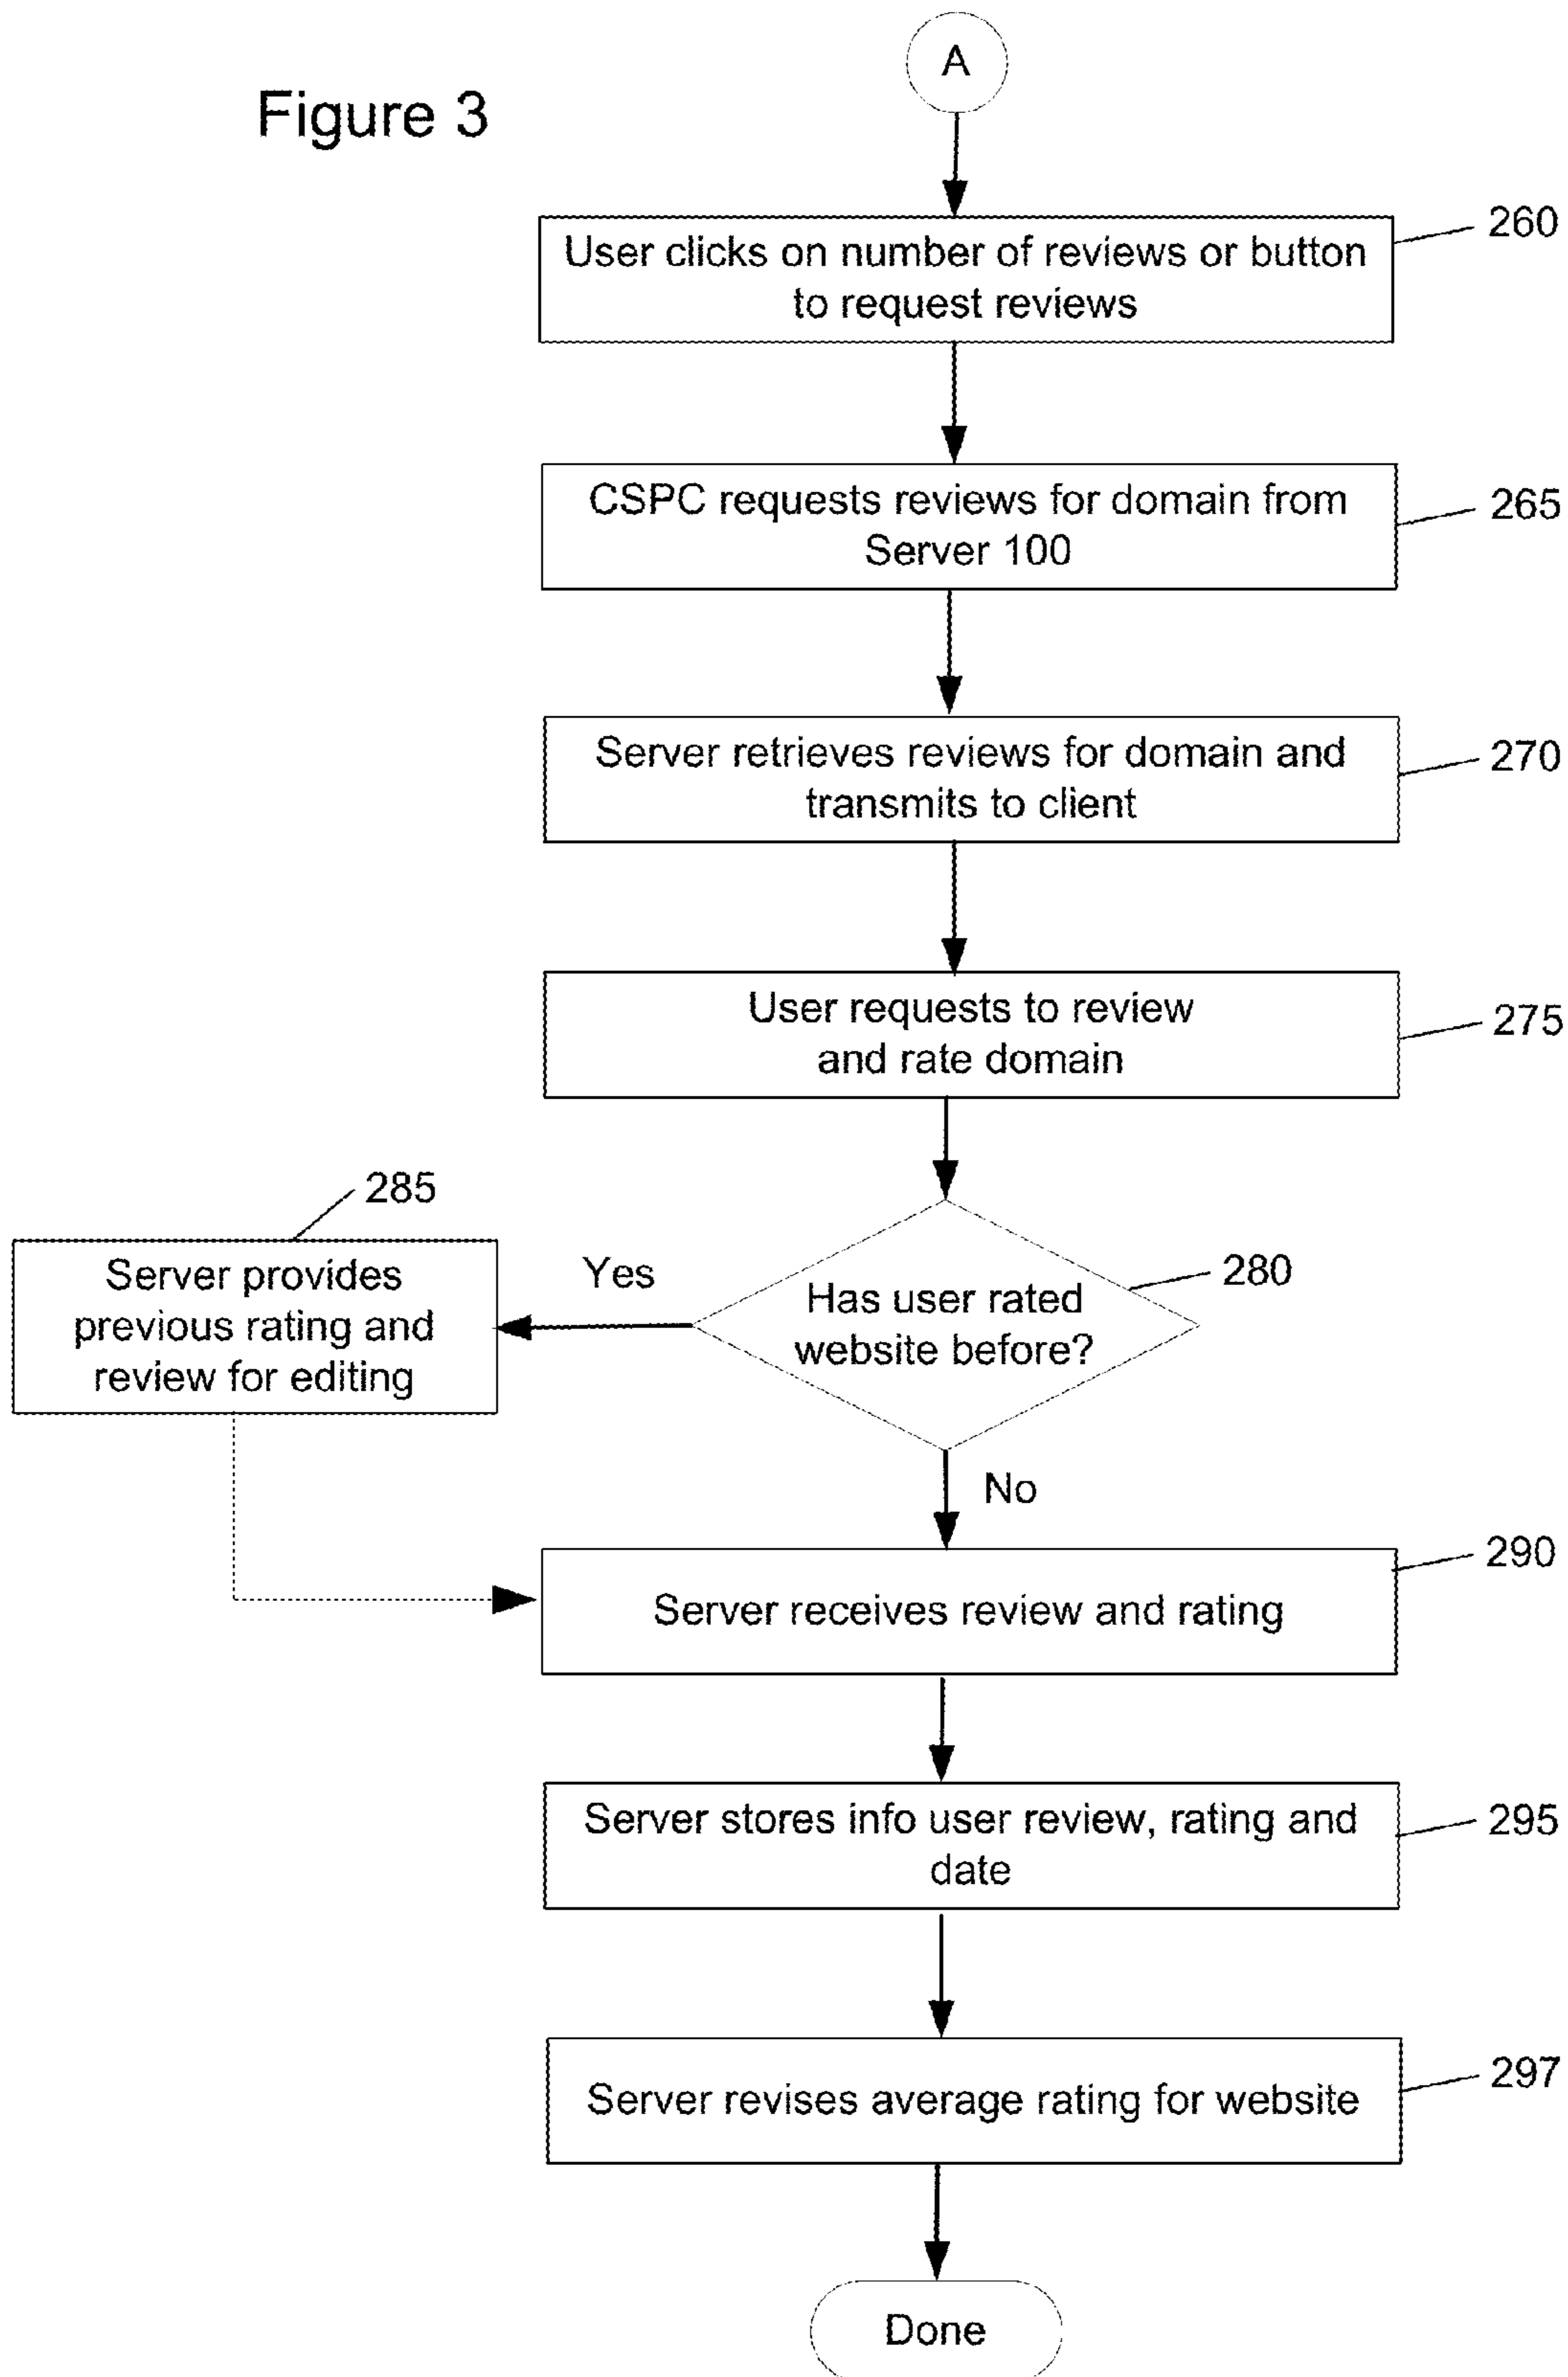 A
Figure 3
260
User clicks on number of reviews or button
to request reviews
265
CSPC requests reviews for domain from
Server 100
270
Server retrieves reviews for domain and
transmits to client
275
User requests to review
and rate domain
285
Server provides
previous rating and
review for editing
Yes
280
Has user rated
website before?
No
290
Server receives review and rating
295
Server stores info user review, rating and
date
297
Server revises average rating for website
Done